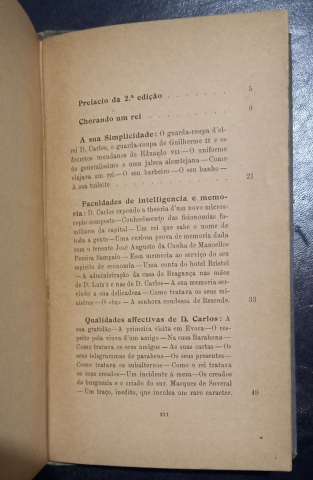 Prefacio da 2.ª edição . . . . . . . . . 5
Chorando um rei . . . . . . . . . . 9
A sua Simplicidade: O guarda-roupa d'el-
rei D. Carlos, o guarda-roupa de Guilherme II e os
decretos mundanos de Eduardo VII—O uniforme
de generalissimo e uma jaleca alemtejana—Como
viajava um rei—O seu barbeiro—O seu banho—
A sua toilette . . . . . . . . . . 21
Faculdades de intelligencia e memo-
ria: D. Carlos expondo a theoria d'um novo micros-
copio composto—Conhecimento das fisionomias fa-
miliares da capital—Um rei que sabe o nome de
toda a gente—Uma curiosa prova de memoria dada
com o tenente José Augusto da Cunha de Mancellos
Pereira Sampaio—Essa memoria ao serviço do seu
espirito de economia—Uma conta do hotel Bristol
—A administração da casa de Bragança nas mãos
de D. Luiz I e nas de D. Carlos—A sua memoria ser-
vindo a sua delicadeza—Como tratava os seus mi-
nistros—O —A senhora condessa de Rezende. 33
Qualidades affectivas de D. Carlos: A
sua gratidão—A primeira visita em Evora—O res-
peito pela viuva d'um amigo—Na casa Barahona—
Como tratava os seus amigos—As suas cartas—Os
seus telegrammas de parabens—Os seus presentes—
Como tratava os subalternos—Como o rei tratava
os seus creados—Um incidente á meza—Os creados
da burguezia e o criado do snr. Marquez de Soveral
—Um traço, inedito, que inculca um raro caracter. 49
III